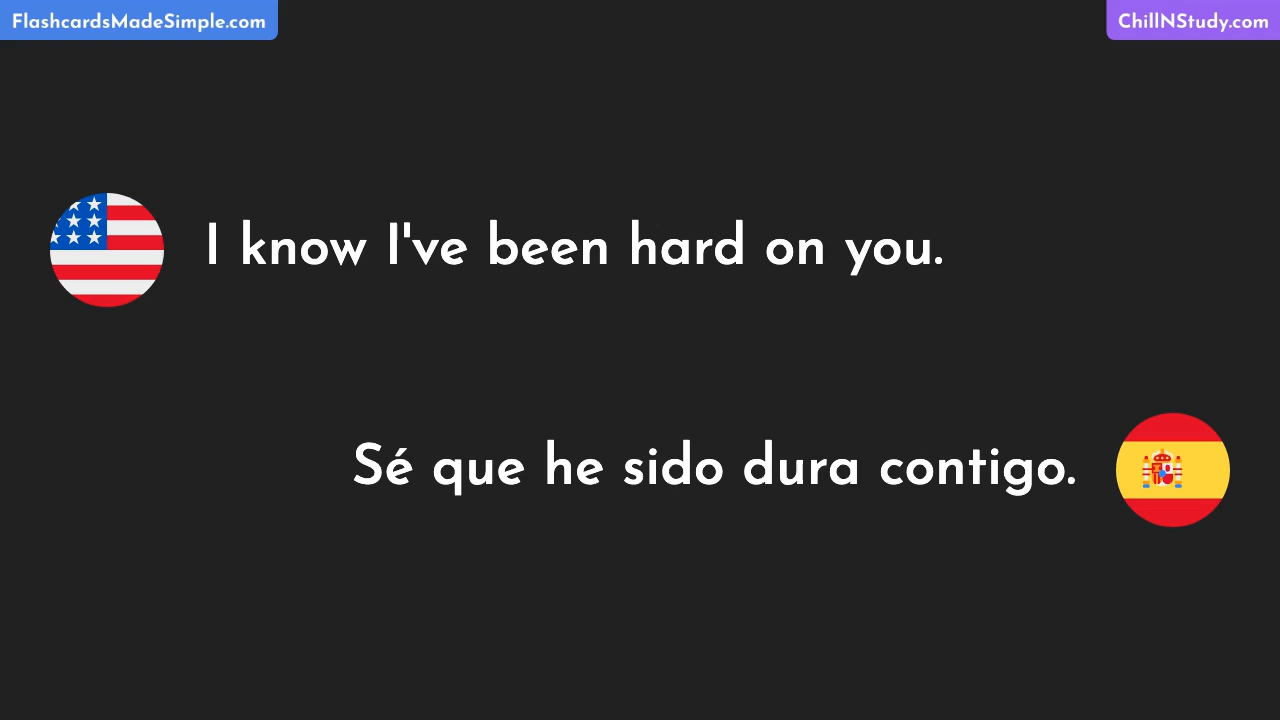 FlashcardsMadeSimple.com
ChillNStudy.com
I know I've been hard on you.
Sé que he sido dura contigo.